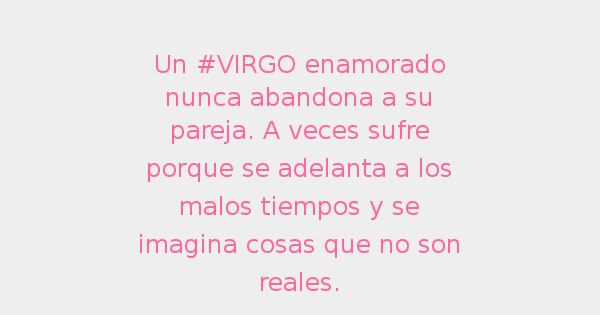 Un #VIRGO enamorado
nunca abandona a su
pareja. A veces sufre
porque se adelanta a los
malos tiempos y se
imagina cosas que no son
reales.